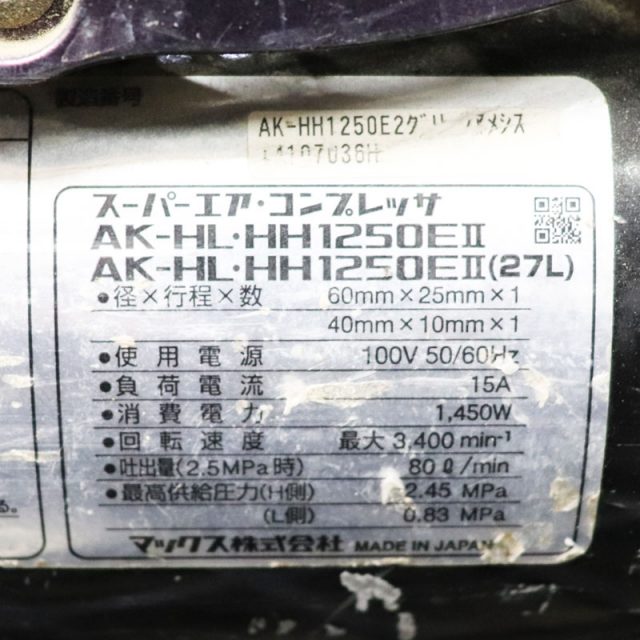 製造番号
AK-HH1250E2グリ
メシス
スーパーエア・コンプレッサ
AK-HL・HH1250EⅡ
AK-HL・HH1250EⅡ(27L)
●径×行程×数 60mm×25mm×1
40mm×10mm×1
●使用電源 100V 50/60Hz
●負荷電流 15A
●消費電力 1,450W
●回転速度 最大 3,400 min⁻¹
●吐出量(2.5MPa時) 80ℓ/min
●最高供給圧力(H側) 2.45 MPa
(L側) 0.83 MPa
る。
マックス株式会社 MADE IN JAPAN